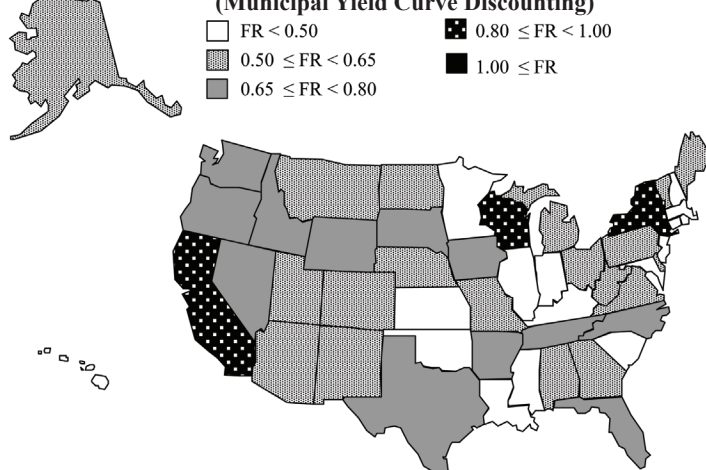 (Municipal Yield Curve Discounting)
FR < 0.50
0.80 ≤ FR < 1.00
0.50 ≤ FR < 0.65
1.00 ≤ FR
0.65 ≤ FR < 0.80